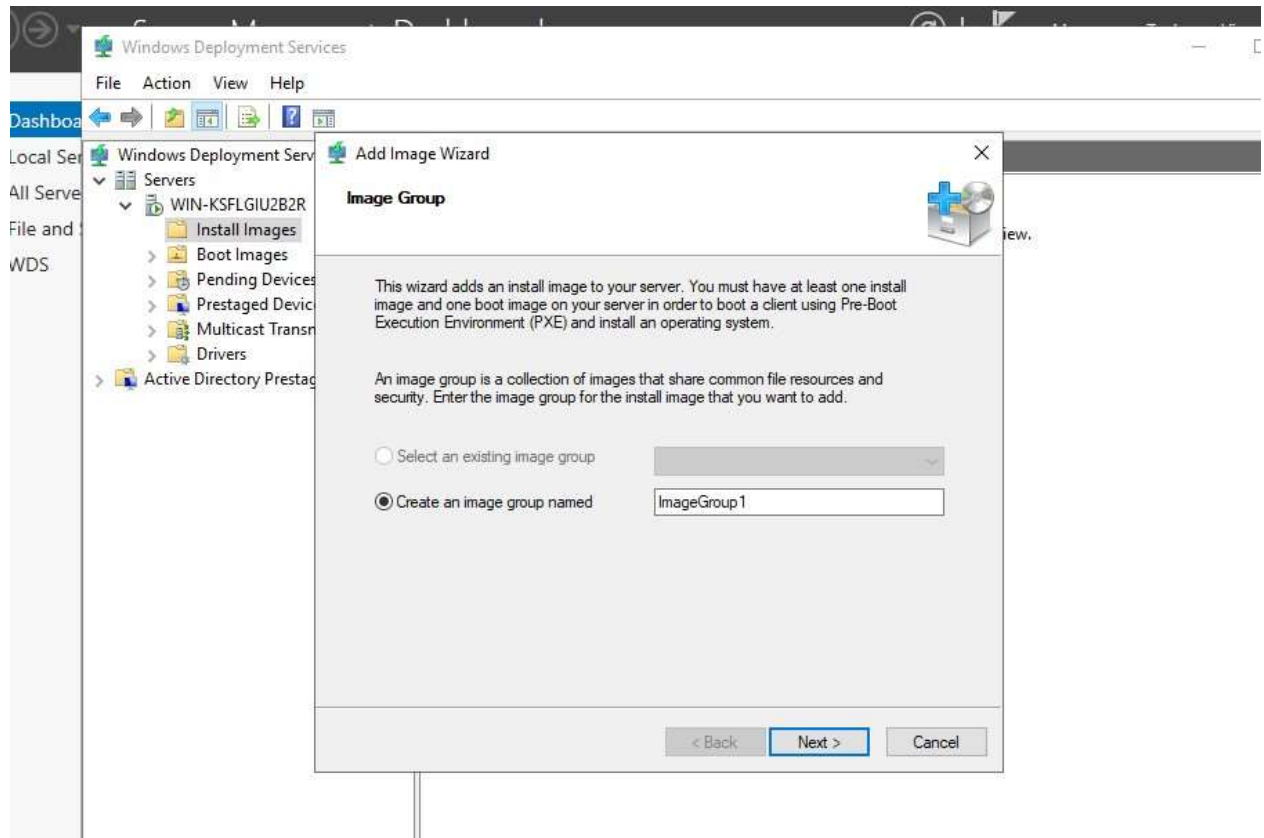 Windows Deployment Services
File Action View Help
Dashboa
Local Ser
All Serve
File and
WDS
Windows Deployment Serv
Servers
WIN-KSFLGIU2B2R
Install Images
Boot Images
Pending Devices
Prestaged Devic
Multicast Transn
Drivers
Active Directory Prestag
Add Image Wizard
Image Group
iew.
This wizard adds an install image to your server. You must have at least one install
image and one boot image on your server in order to boot a client using Pre-Boot
Execution Environment (PXE) and install an operating system.
An image group is a collection of images that share common file resources and
security. Enter the image group for the install image that you want to add.
Select an existing image group
Create an image group named ImageGroup1
< Back Next > Cancel